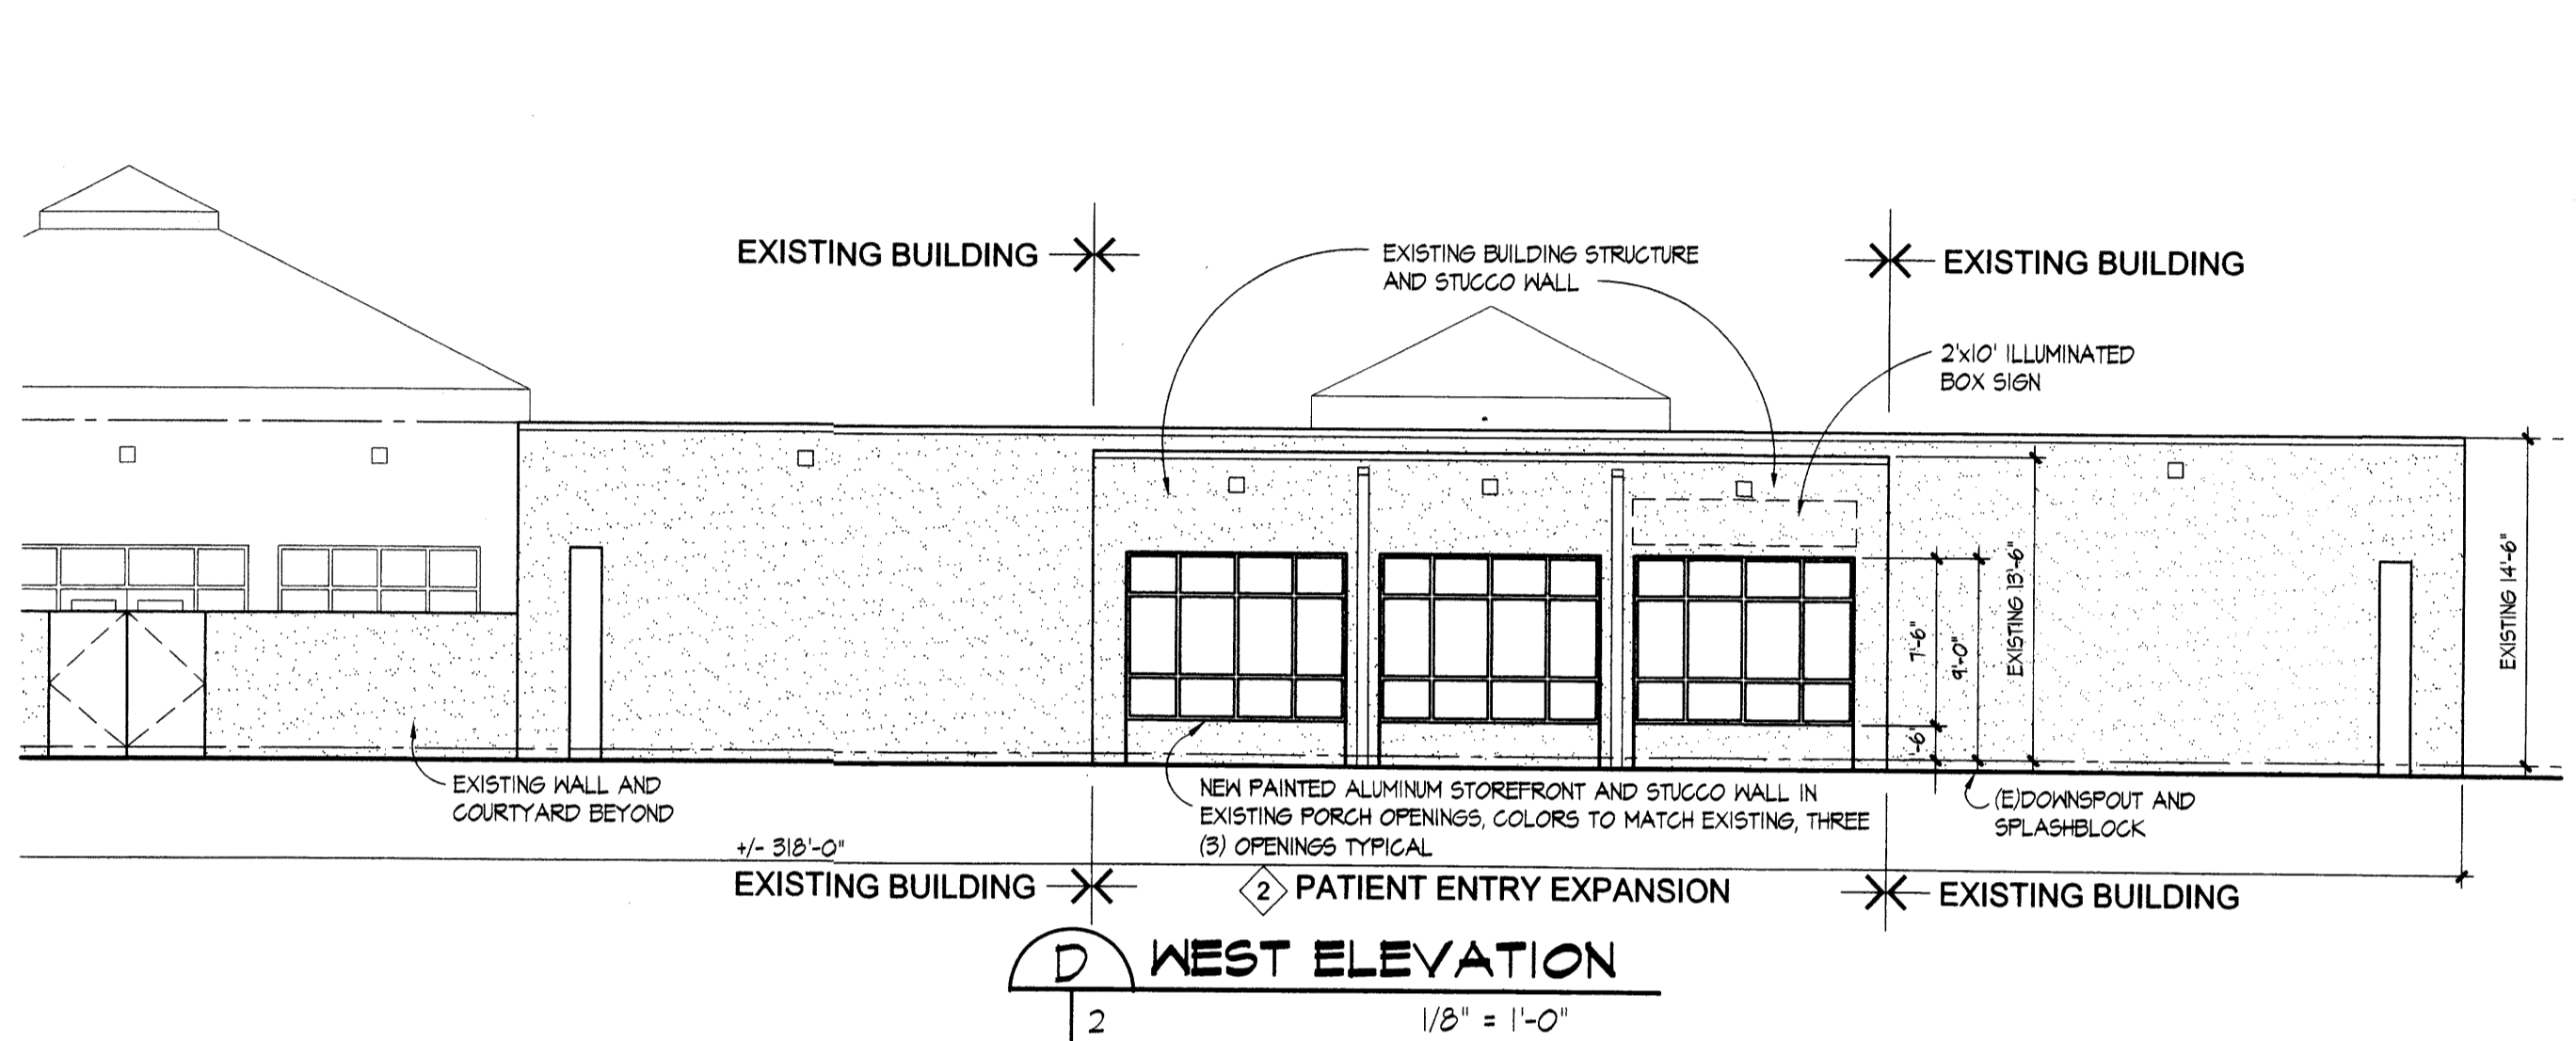 EXISTING BUILDING
EXISTING BUILDING STRUCTURE
AND STUCCO WALL
EXISTING BUILDING
2'x10' ILLUMINATED
BOX SIGN
7'-6"
9'-0"
EXISTING 13'-6"
EXISTING 14'-6"
'-6"
EXISTING WALL AND
COURTYARD BEYOND
NEW PAINTED ALUMINUM STOREFRONT AND STUCCO WALL IN
EXISTING PORCH OPENINGS, COLORS TO MATCH EXISTING, THREE
(3) OPENINGS TYPICAL
(E)DOWNSPOUT AND
SPLASHBLOCK
+/- 318'-0"
EXISTING BUILDING
2 PATIENT ENTRY EXPANSION
EXISTING BUILDING
D WEST ELEVATION
2
1/8" = 1'-0"